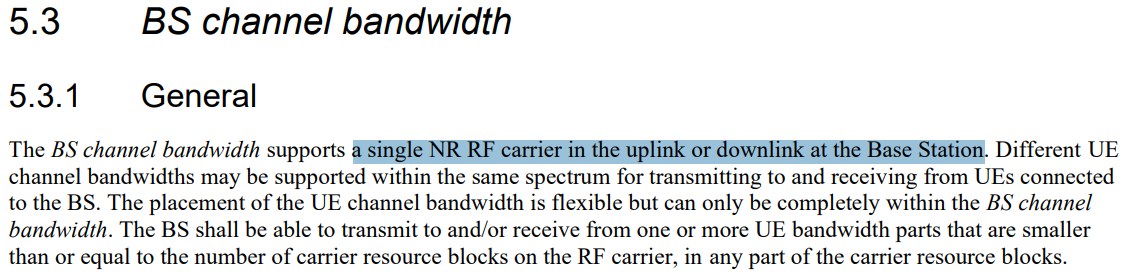 5.3 BS channel bandwidth
5.3.1 General
The BS channel bandwidth supports a single NR RF carrier in the uplink or downlink at the Base Station. Different UE
channel bandwidths may be supported within the same spectrum for transmitting to and receiving from UEs connected
to the BS. The placement of the UE channel bandwidth is flexible but can only be completely within the BS channel
bandwidth. The BS shall be able to transmit to and/or receive from one or more UE bandwidth parts that are smaller
than or equal to the number of carrier resource blocks on the RF carrier, in any part of the carrier resource blocks.